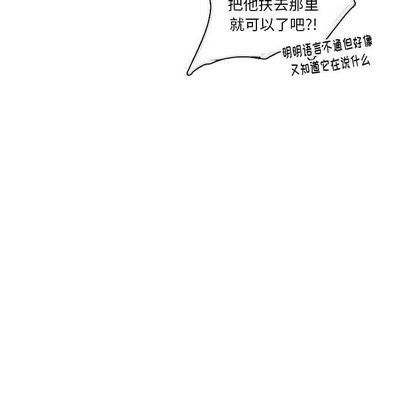 把他扶去那里
就可以了吧?!
明明语言不通但好像
又知道它在说什么